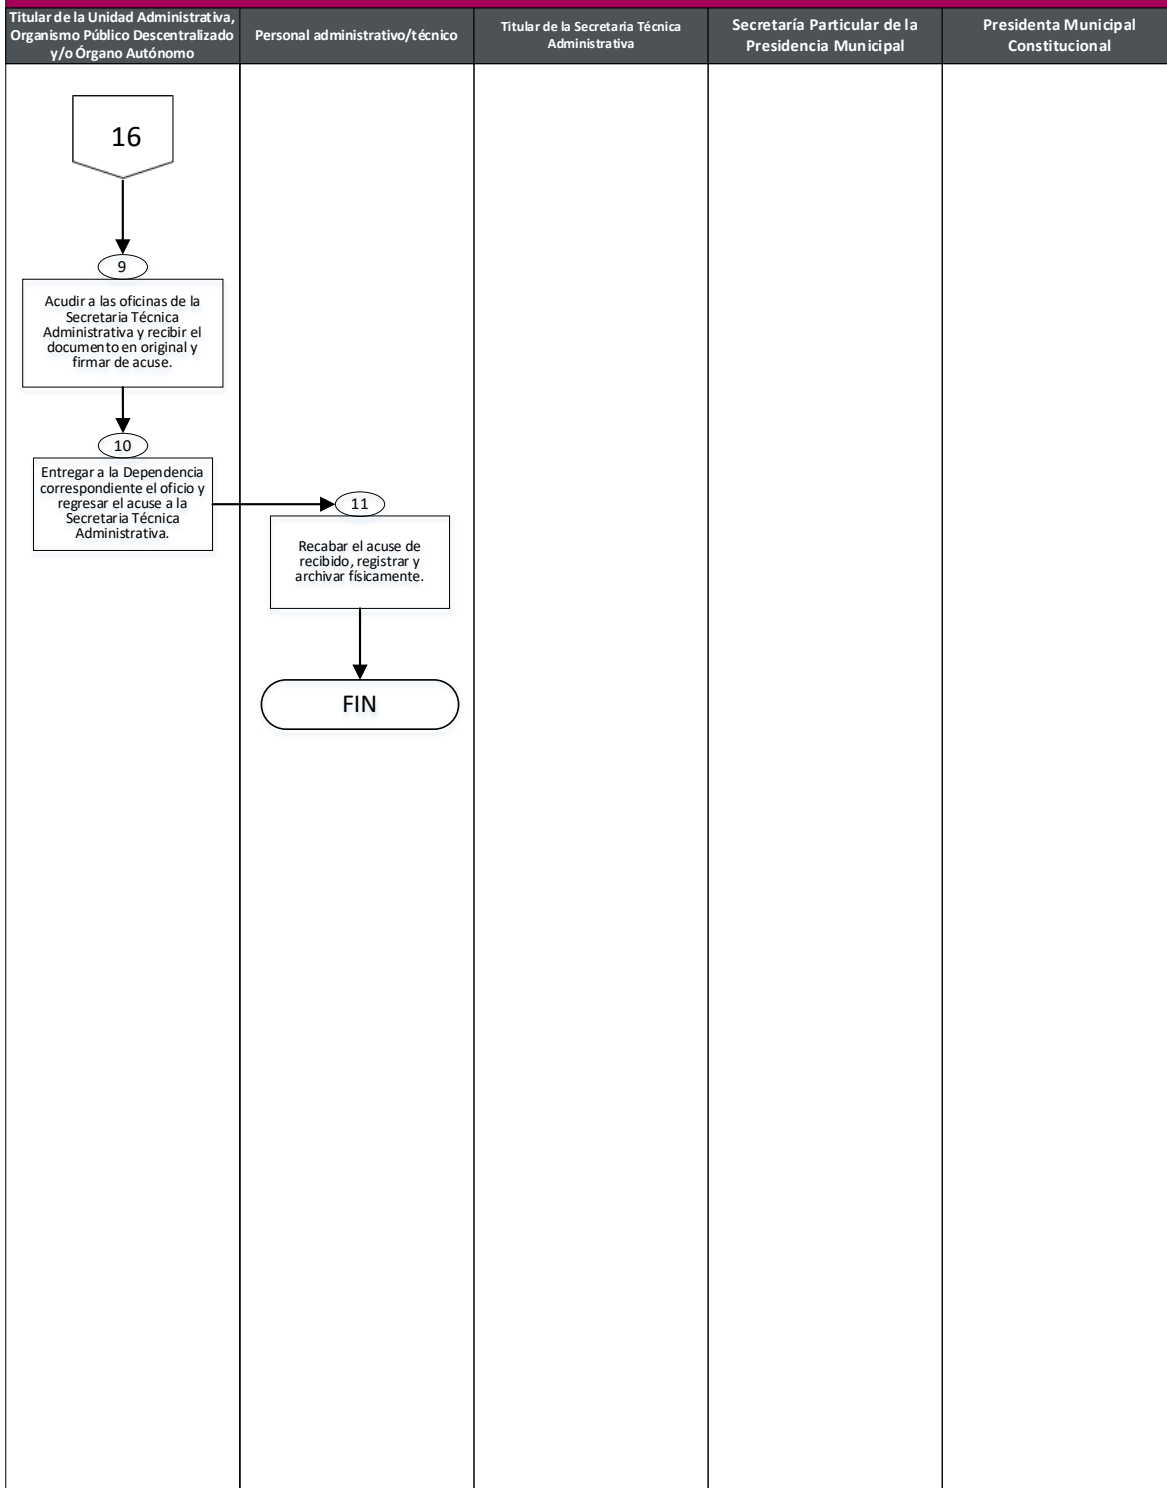 Titular de la Unidad Administrativa,
Organismo Público Descentralizado
y/o Órgano Autónomo
Personal administrativo/técnico
Titular de la Secretaria Técnica
Administrativa
Secretaría Particular de la
Presidencia Municipal
Presidenta Municipal
Constitucional
16
9
Acudir a las oficinas de la
Secretaria Técnica
Administrativa y recibir el
documento en original y
firmar de acuse.
10
Entregar a la Dependencia
correspondiente el oficio y
regresar el acuse a la
Secretaria Técnica
Administrativa.
11
Recabar el acuse de
recibido, registrar y
archivar físicamente.
FIN